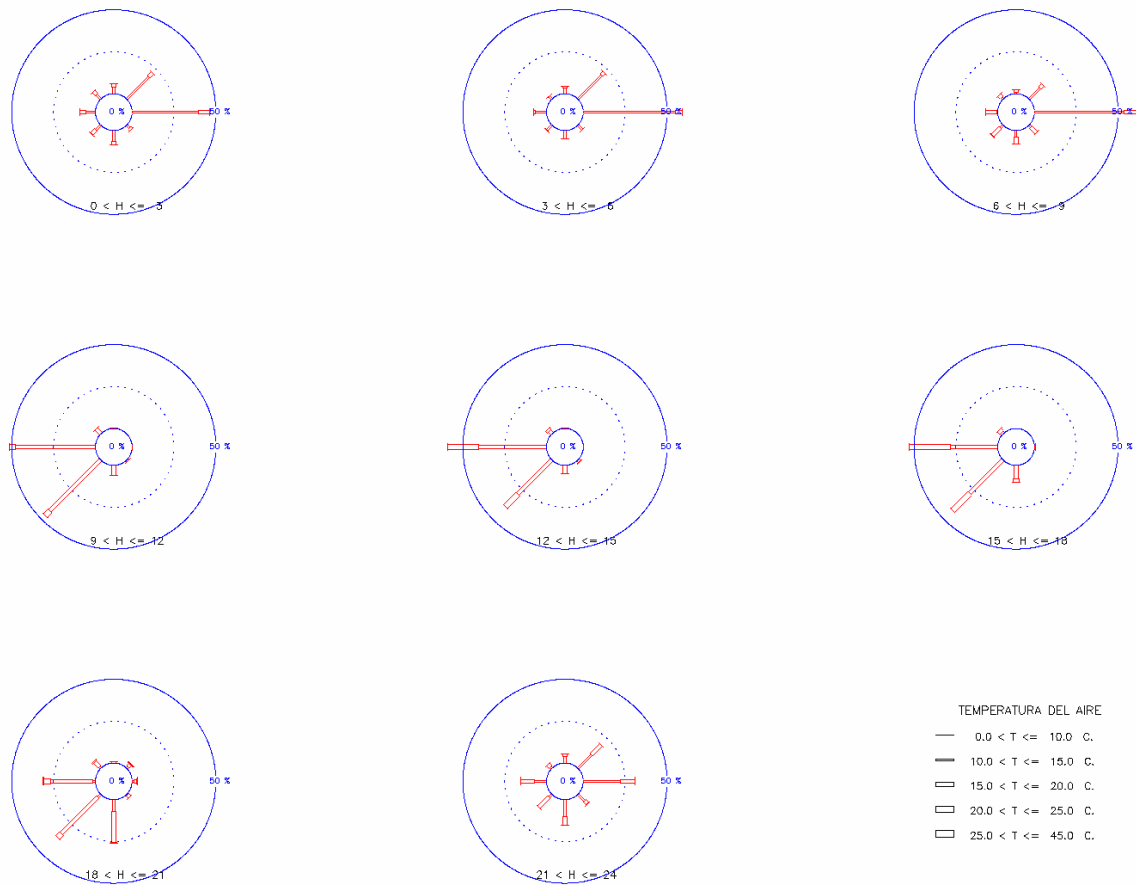 0 %
50 %
0 < H <= 3
0 %
50 %
3 < H <= 6
0 %
50 %
6 < H <= 9
0 %
50 %
9 < H <= 12
0 %
50 %
12 < H <= 15
0 %
50 %
15 < H <= 18
0 %
50 %
18 < H <= 21
0 %
50 %
21 < H <= 24
TEMPERATURA DEL AIRE
0.0 < T <= 10.0 C.
10.0 < T <= 15.0 C.
15.0 < T <= 20.0 C.
20.0 < T <= 25.0 C.
25.0 < T <= 45.0 C.